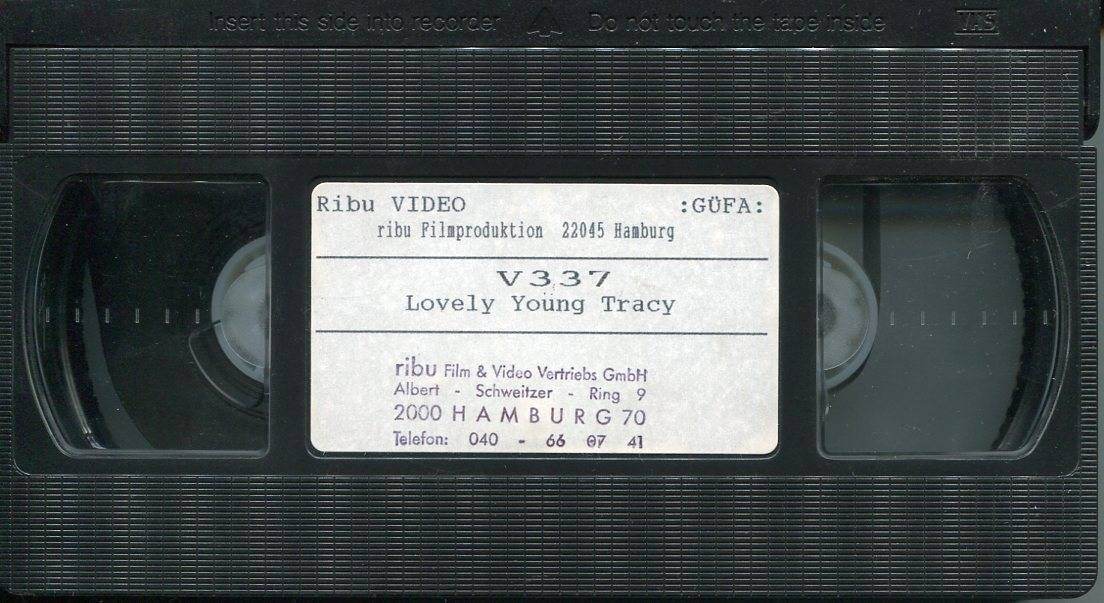 Insert this side into recorder Do not touch the tape inside VHS
Ribu VIDEO :GÜFA:
ribu Filmproduktion 22045 Hamburg
V337
Lovely Yoüng Tracy
ribu Film & Video Vertriebs GmbH
Albert - Schweitzer - Ring 9
2000 HAMBURG 70
Telefon: 040 - 66 07 41